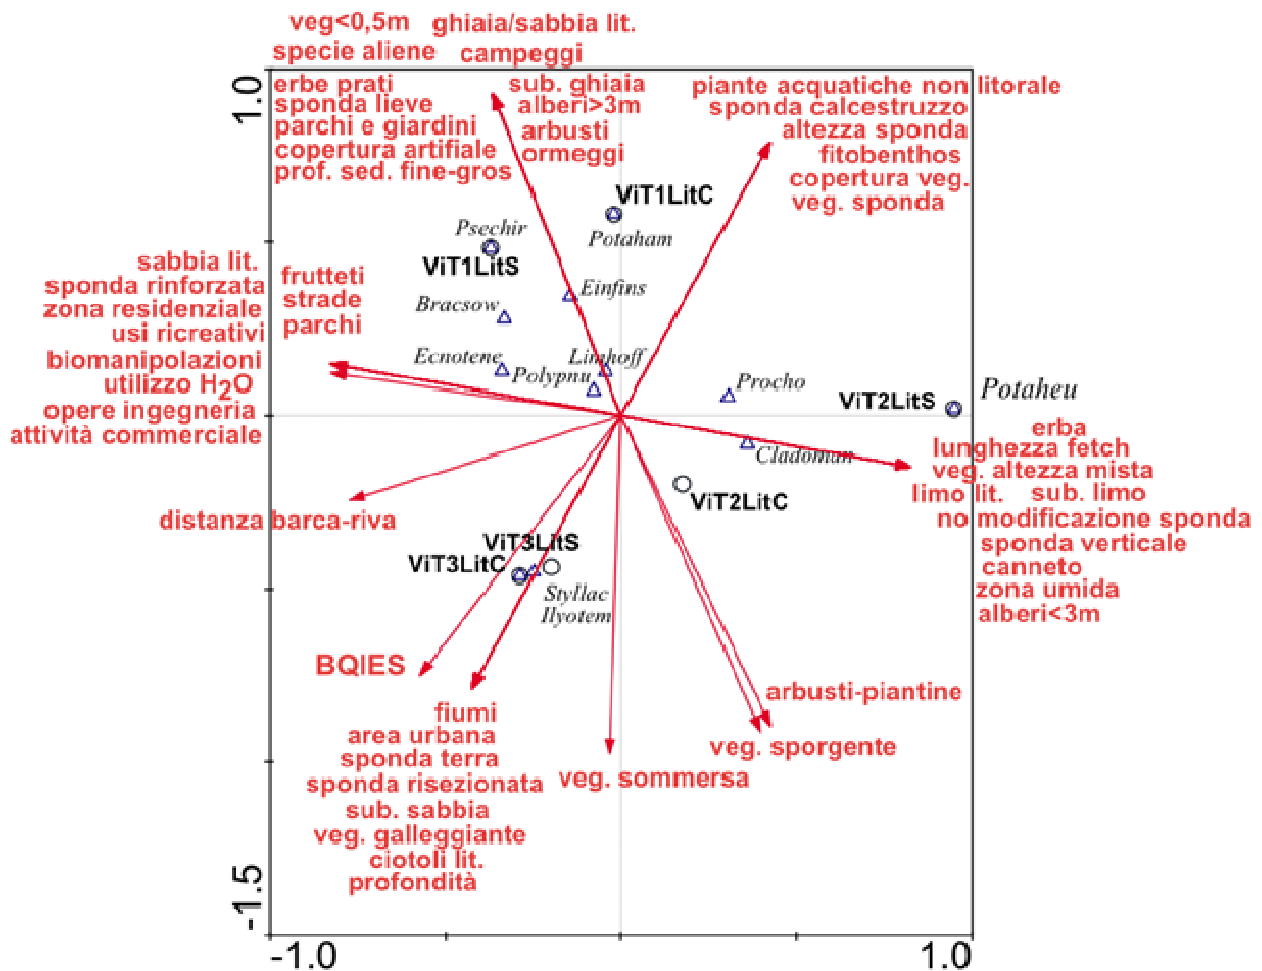 veg<0,5m ghiaia/sabbia lit.
specie aliene campeggi
1.0
erbe prati
sponda lieve
parchi e giardini
copertura artifiale
prof. sed. fine-gros
sub. ghiaia
alberi>3m
arbusti
ormeggi
piante acquatiche non litorale
sponda calcestruzzo
altezza sponda
fitobenthos
copertura veg.
veg. sponda
ViT1LitC
Potaham
Psechir
ViT1LitS
Einfins
Bracsow
Ecnotene
Limhoff
Polypnu
Procho
ViT2LitS
Potaheu
Cladoman
ViT2LitC
sabbia lit.
sponda rinforzata
zona residenziale
usi ricreativi
frutteti
strade
parchi
biomanipolazioni
utilizzo H2O
opere ingegneria
attività commerciale
erba
lunghezza fetch
veg. altezza mista
limo lit. sub. limo
no modificazione sponda
sponda verticale
canneto
zona umida
alberi<3m
distanza barca-riva
ViT3LitS
ViT3LitC
Styllac
Ilyotem
BQIES
fiumi
area urbana
sponda terra
sponda risezionata
sub. sabbia
veg. galleggiante
ciotoli lit.
profondità
veg. sommersa
arbusti-piantine
veg. sporgente
-1.5
-1.0
1.0